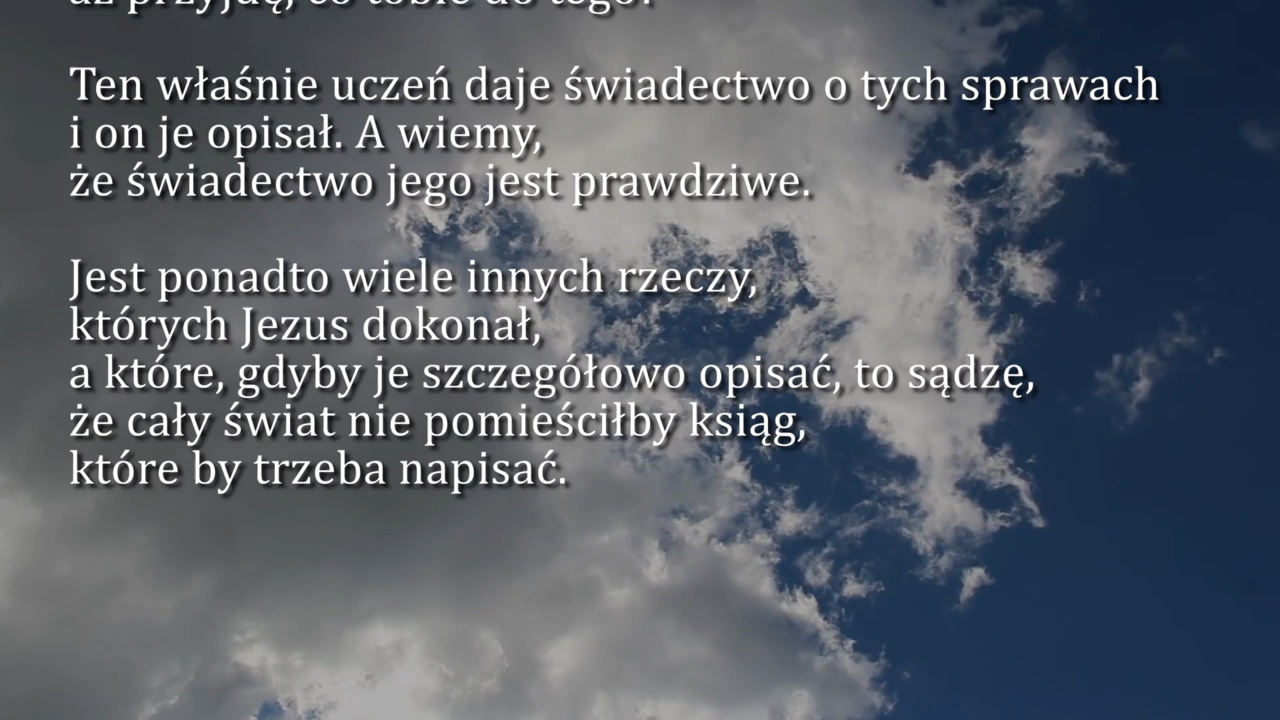 aż przyjdę, co tobie do tego?
Ten właśnie uczeń daje świadectwo o tych sprawach
i on je opisał. A wiemy,
że świadectwo jego jest prawdziwe.
Jest ponadto wiele innych rzeczy,
których Jezus dokonał,
a które, gdyby je szczegółowo opisać, to sądzę,
że cały świat nie pomieściłby ksiąg,
które by trzeba napisać.